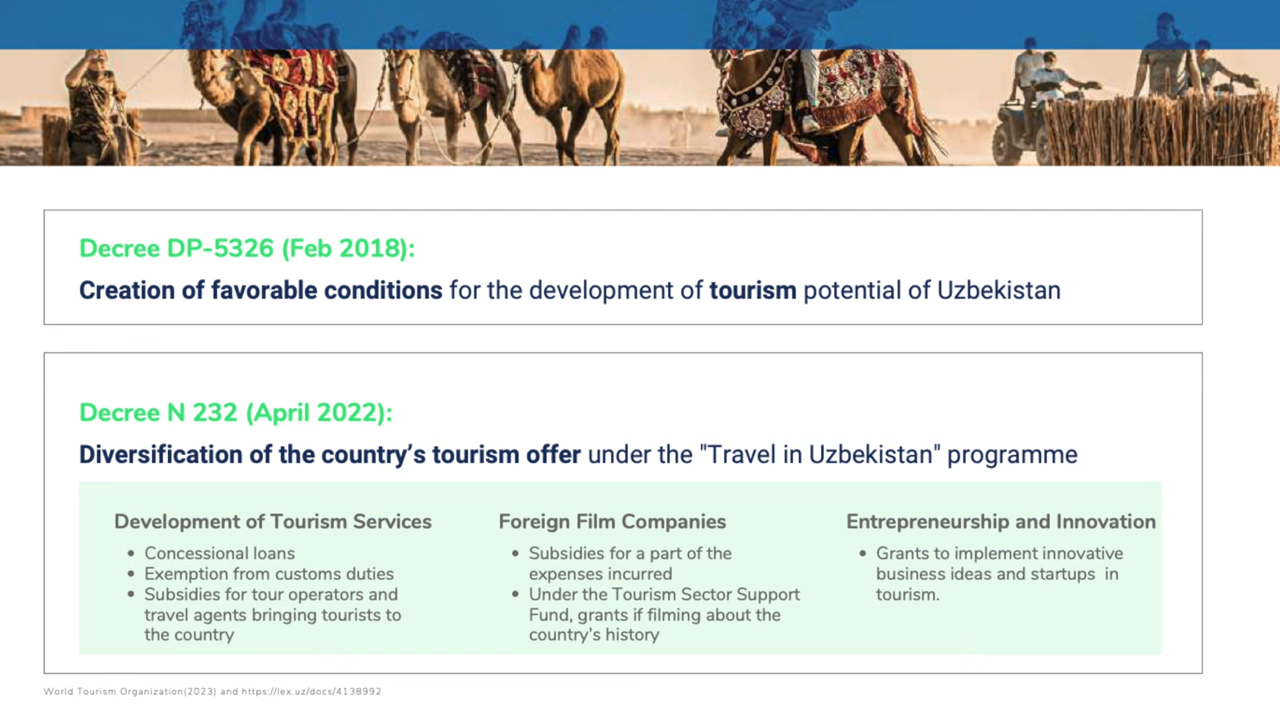 Decree DP-5326 (Feb 2018):
Creation of favorable conditions for the development of tourism potential of Uzbekistan
Decree N 232 (April 2022):
Diversification of the country’s tourism offer under the "Travel in Uzbekistan" programme
Development of Tourism Services
• Concessional loans
• Exemption from customs duties
• Subsidies for tour operators and
travel agents bringing tourists to
the country
Foreign Film Companies
• Subsidies for a part of the
expenses incurred
• Under the Tourism Sector Support
Fund, grants if filming about the
country’s history
Entrepreneurship and Innovation
• Grants to implement innovative
business ideas and startups in
tourism.
World Tourism Organization(2023) and https://lex.uz/docs/4138992